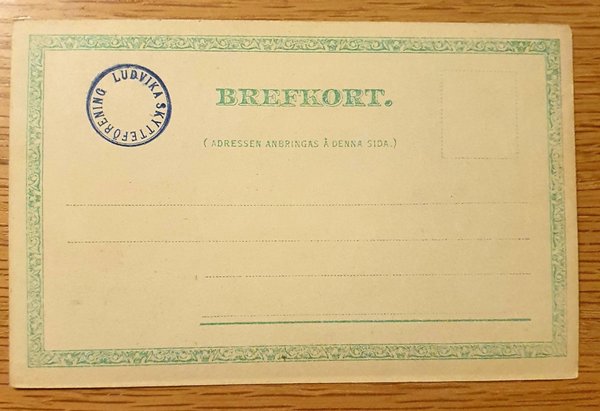 LUDVIKA SKYTTEFÖRENING
BREFKORT.
(ADRESSEN ANBRINGAS Å DENNA SIDA.)